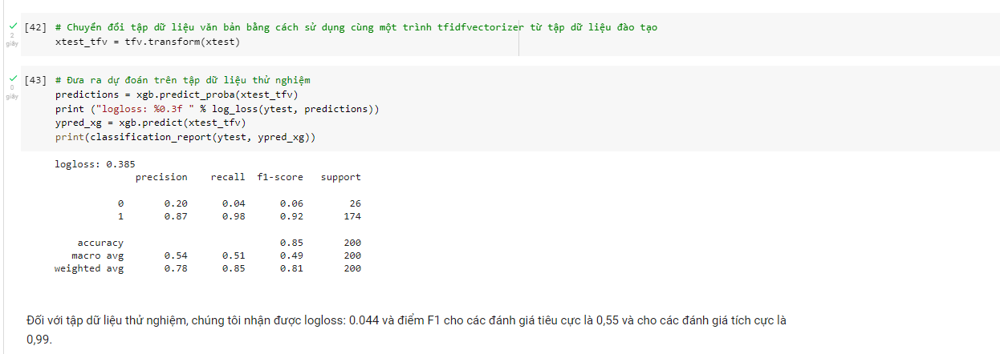 [42] # Chuyển đổi tập dữ liệu văn bản bằng cách sử dụng cùng một trình tfidfvectorizer từ tập dữ liệu đào tạo
2
giây
xtest_tfv = tfv.transform(xtest)
[43] # Đưa ra dự đoán trên tập dữ liệu thử nghiệm
0
giây
predictions = xgb.predict_proba(xtest_tfv)
print ("logloss: %0.3f " % log_loss(ytest, predictions))
ypred_xg = xgb.predict(xtest_tfv)
print(classification_report(ytest, ypred_xg))
logloss: 0.385
precision recall f1-score support
0 0.20 0.04 0.06 26
1 0.87 0.98 0.92 174
accuracy 0.85 200
macro avg 0.54 0.51 0.49 200
weighted avg 0.78 0.85 0.81 200
Đối với tập dữ liệu thử nghiệm, chúng tôi nhận được logloss: 0.044 và điểm F1 cho các đánh giá tiêu cực là 0,55 và cho các đánh giá tích cực là
0,99.